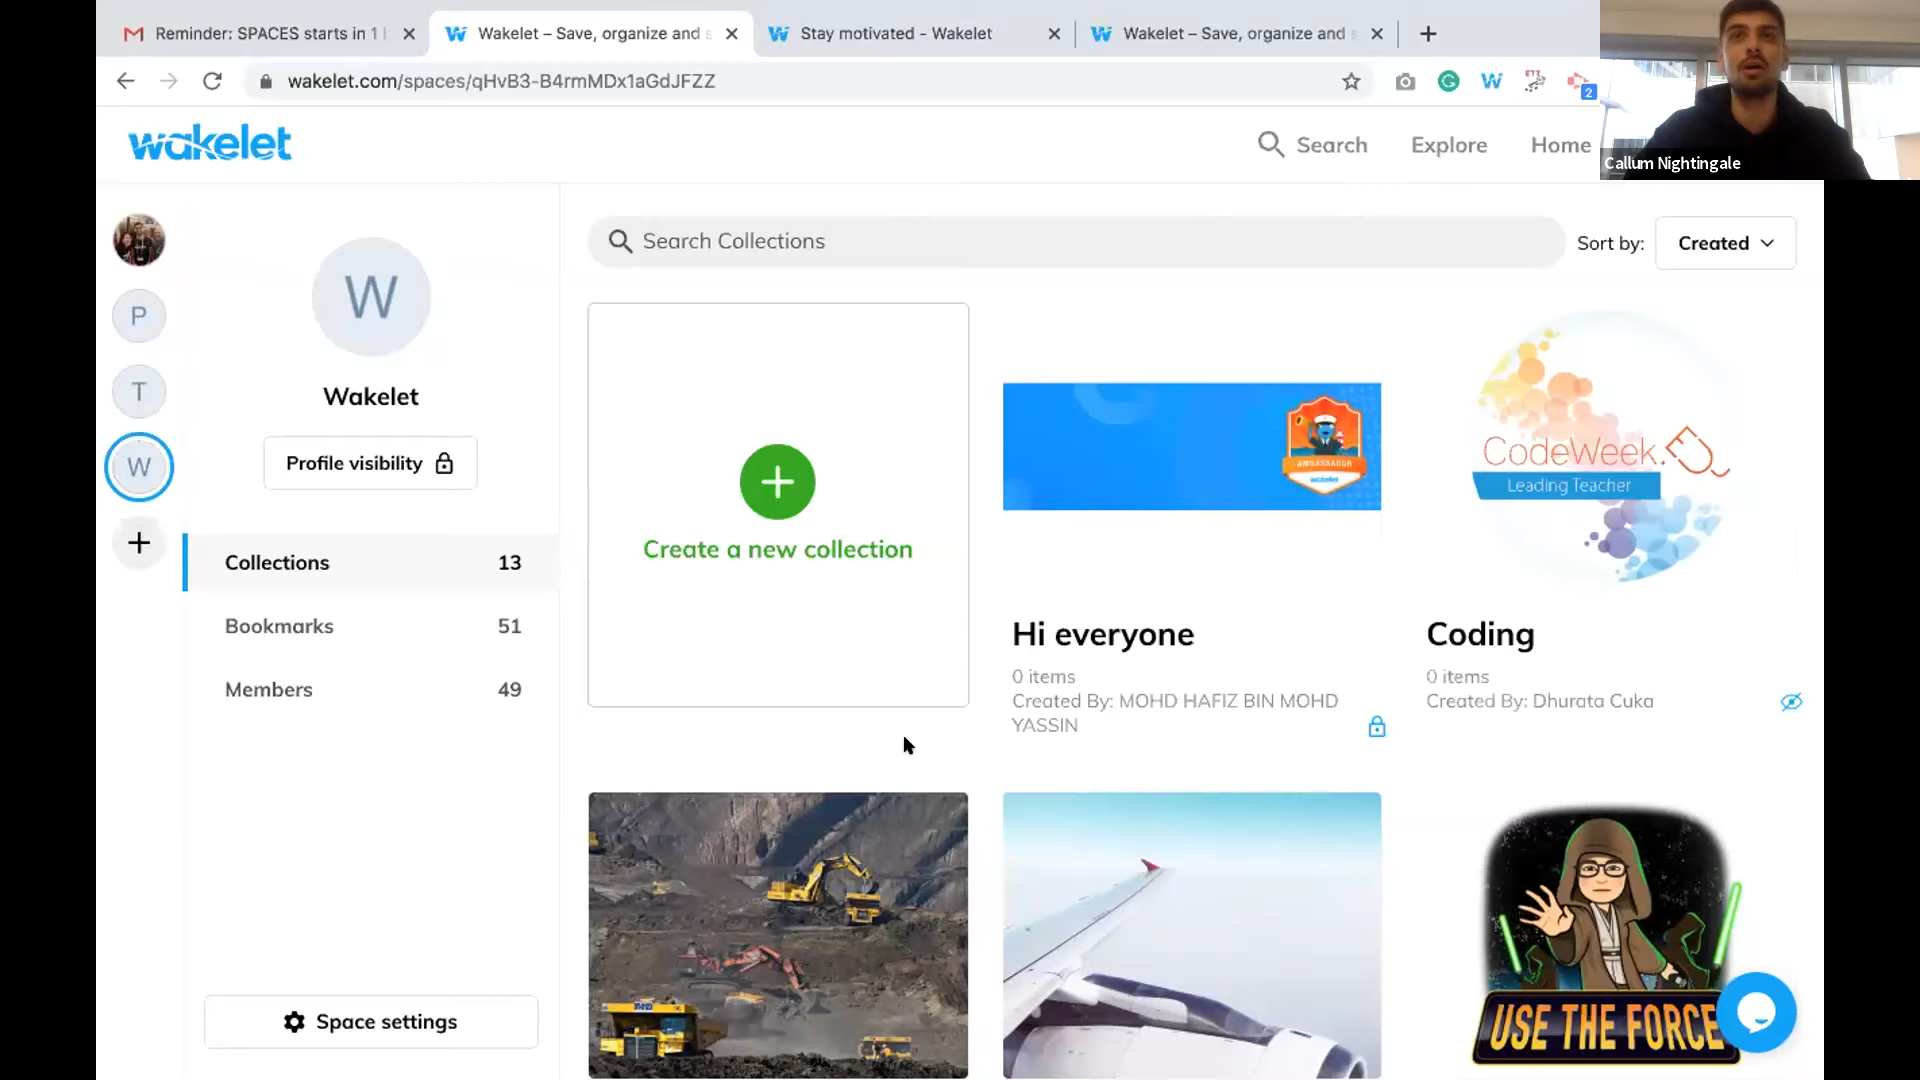 Reminder: SPACES starts in 1
Wakelet – Save, organize and s
Stay motivated - Wakelet
Wakelet – Save, organize and s
wakelet.com/spaces/qHvB3-B4rmMDx1aGdJFZZ
2
wakelet
Search
Explore
Home
Callum Nightingale
P
T
W
W
Wakelet
Profile visibility
Collections 13
Bookmarks 51
Members 49
Space settings
Search Collections
Sort by: Created
Create a new collection
AMBASSADOR
wakelet
Hi everyone
0 items
Created By: MOHD HAFIZ BIN MOHD
YASSIN
CodeWeek.EU
Leading Teacher
Coding
0 items
Created By: Dhurata Cuka
USE THE FORCE